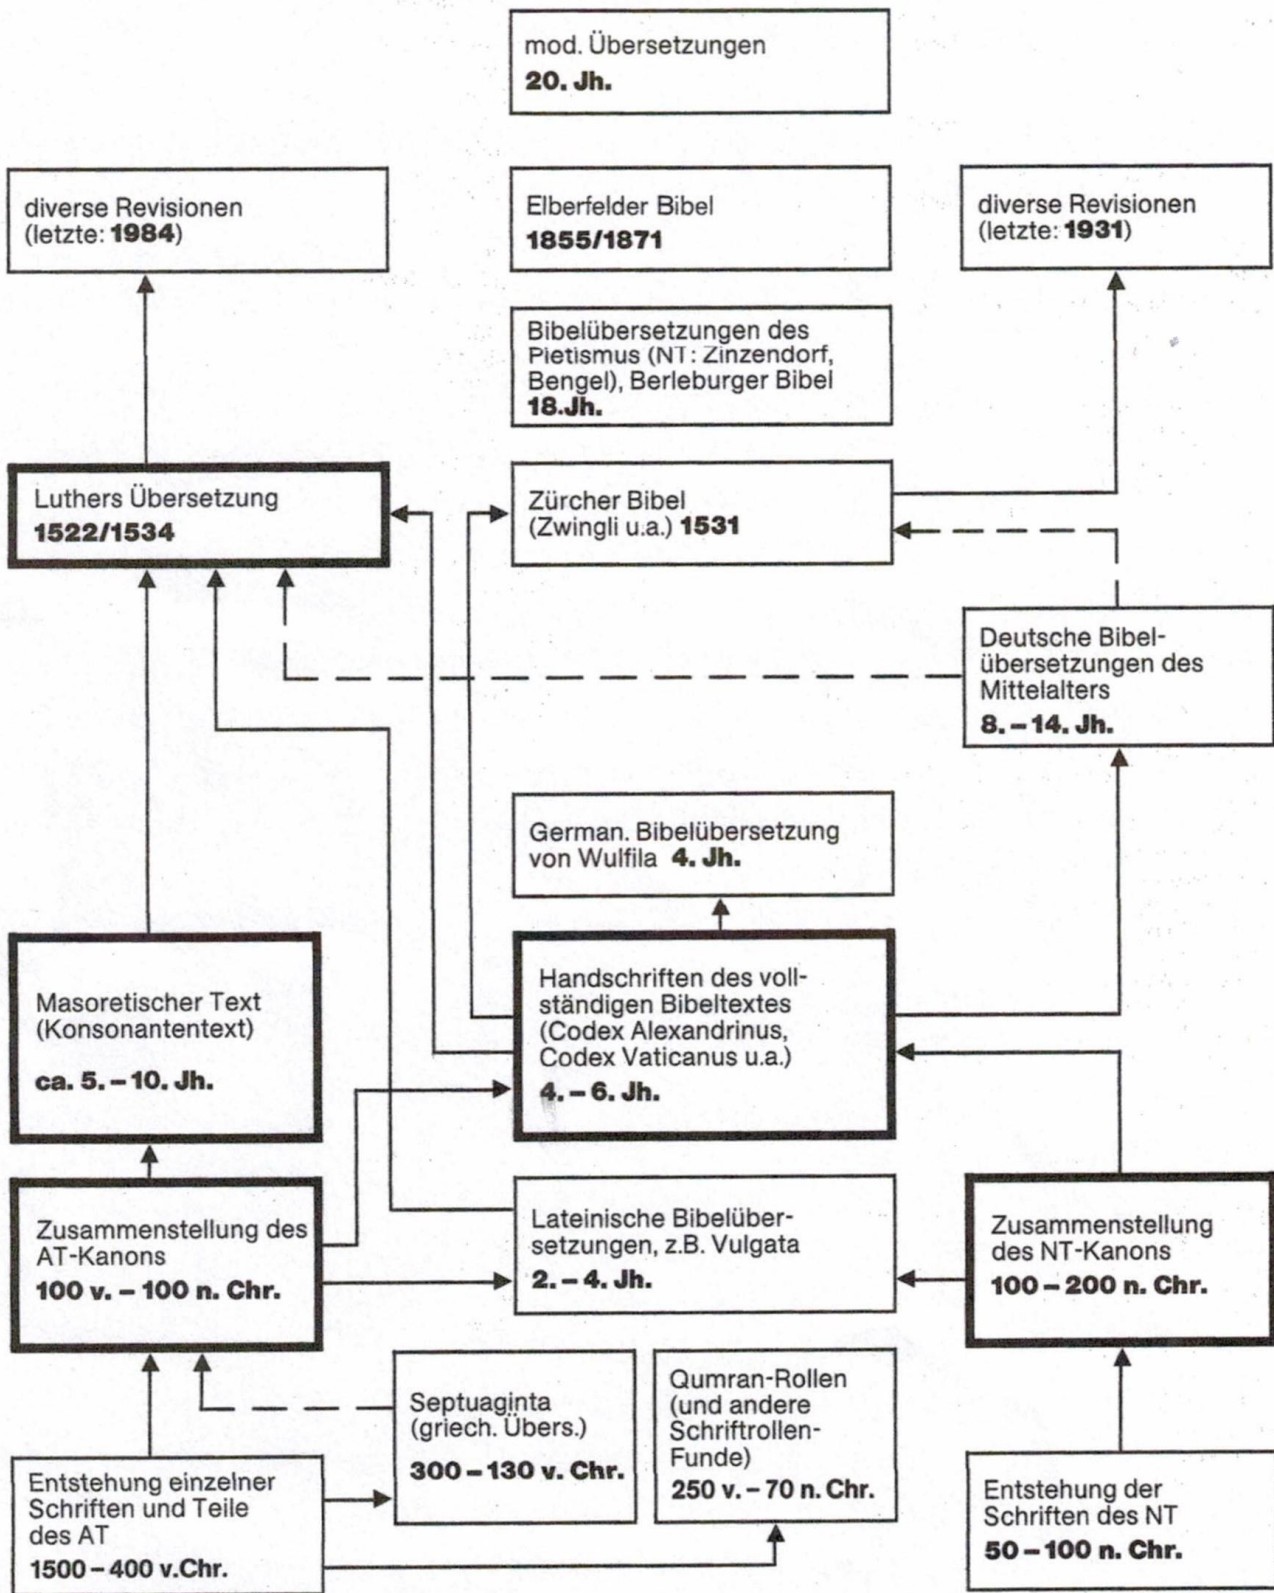 mod. Übersetzungen
20. Jh.
diverse Revisionen
(letzte: 1984)
Elberfelder Bibel
1855/1871
diverse Revisionen
(letzte: 1931)
Bibelübersetzungen des
Pietismus (NT: Zinzendorf,
Bengel), Berleburger Bibel
18.Jh.
Luthers Übersetzung
1522/1534
Zürcher Bibel
(Zwingli u.a.) 1531
Deutsche Bibel-
übersetzungen des
Mittelalters
8. – 14. Jh.
German. Bibelübersetzung
von Wulfila 4. Jh.
Masoretischer Text
(Konsonantentext)
ca. 5. – 10. Jh.
Handschriften des voll-
ständigen Bibeltextes
(Codex Alexandrinus,
Codex Vaticanus u.a.)
4. – 6. Jh.
Zusammenstellung des
AT-Kanons
100 v. – 100 n. Chr.
Lateinische Bibelüber-
setzungen, z.B. Vulgata
2. – 4. Jh.
Zusammenstellung
des NT-Kanons
100 – 200 n. Chr.
Septuaginta
(griech. Übers.)
300 – 130 v. Chr.
Qumran-Rollen
(und andere
Schriftrollen-
Funde)
250 v. – 70 n. Chr.
Entstehung einzelner
Schriften und Teile
des AT
1500 – 400 v.Chr.
Entstehung der
Schriften des NT
50 – 100 n. Chr.